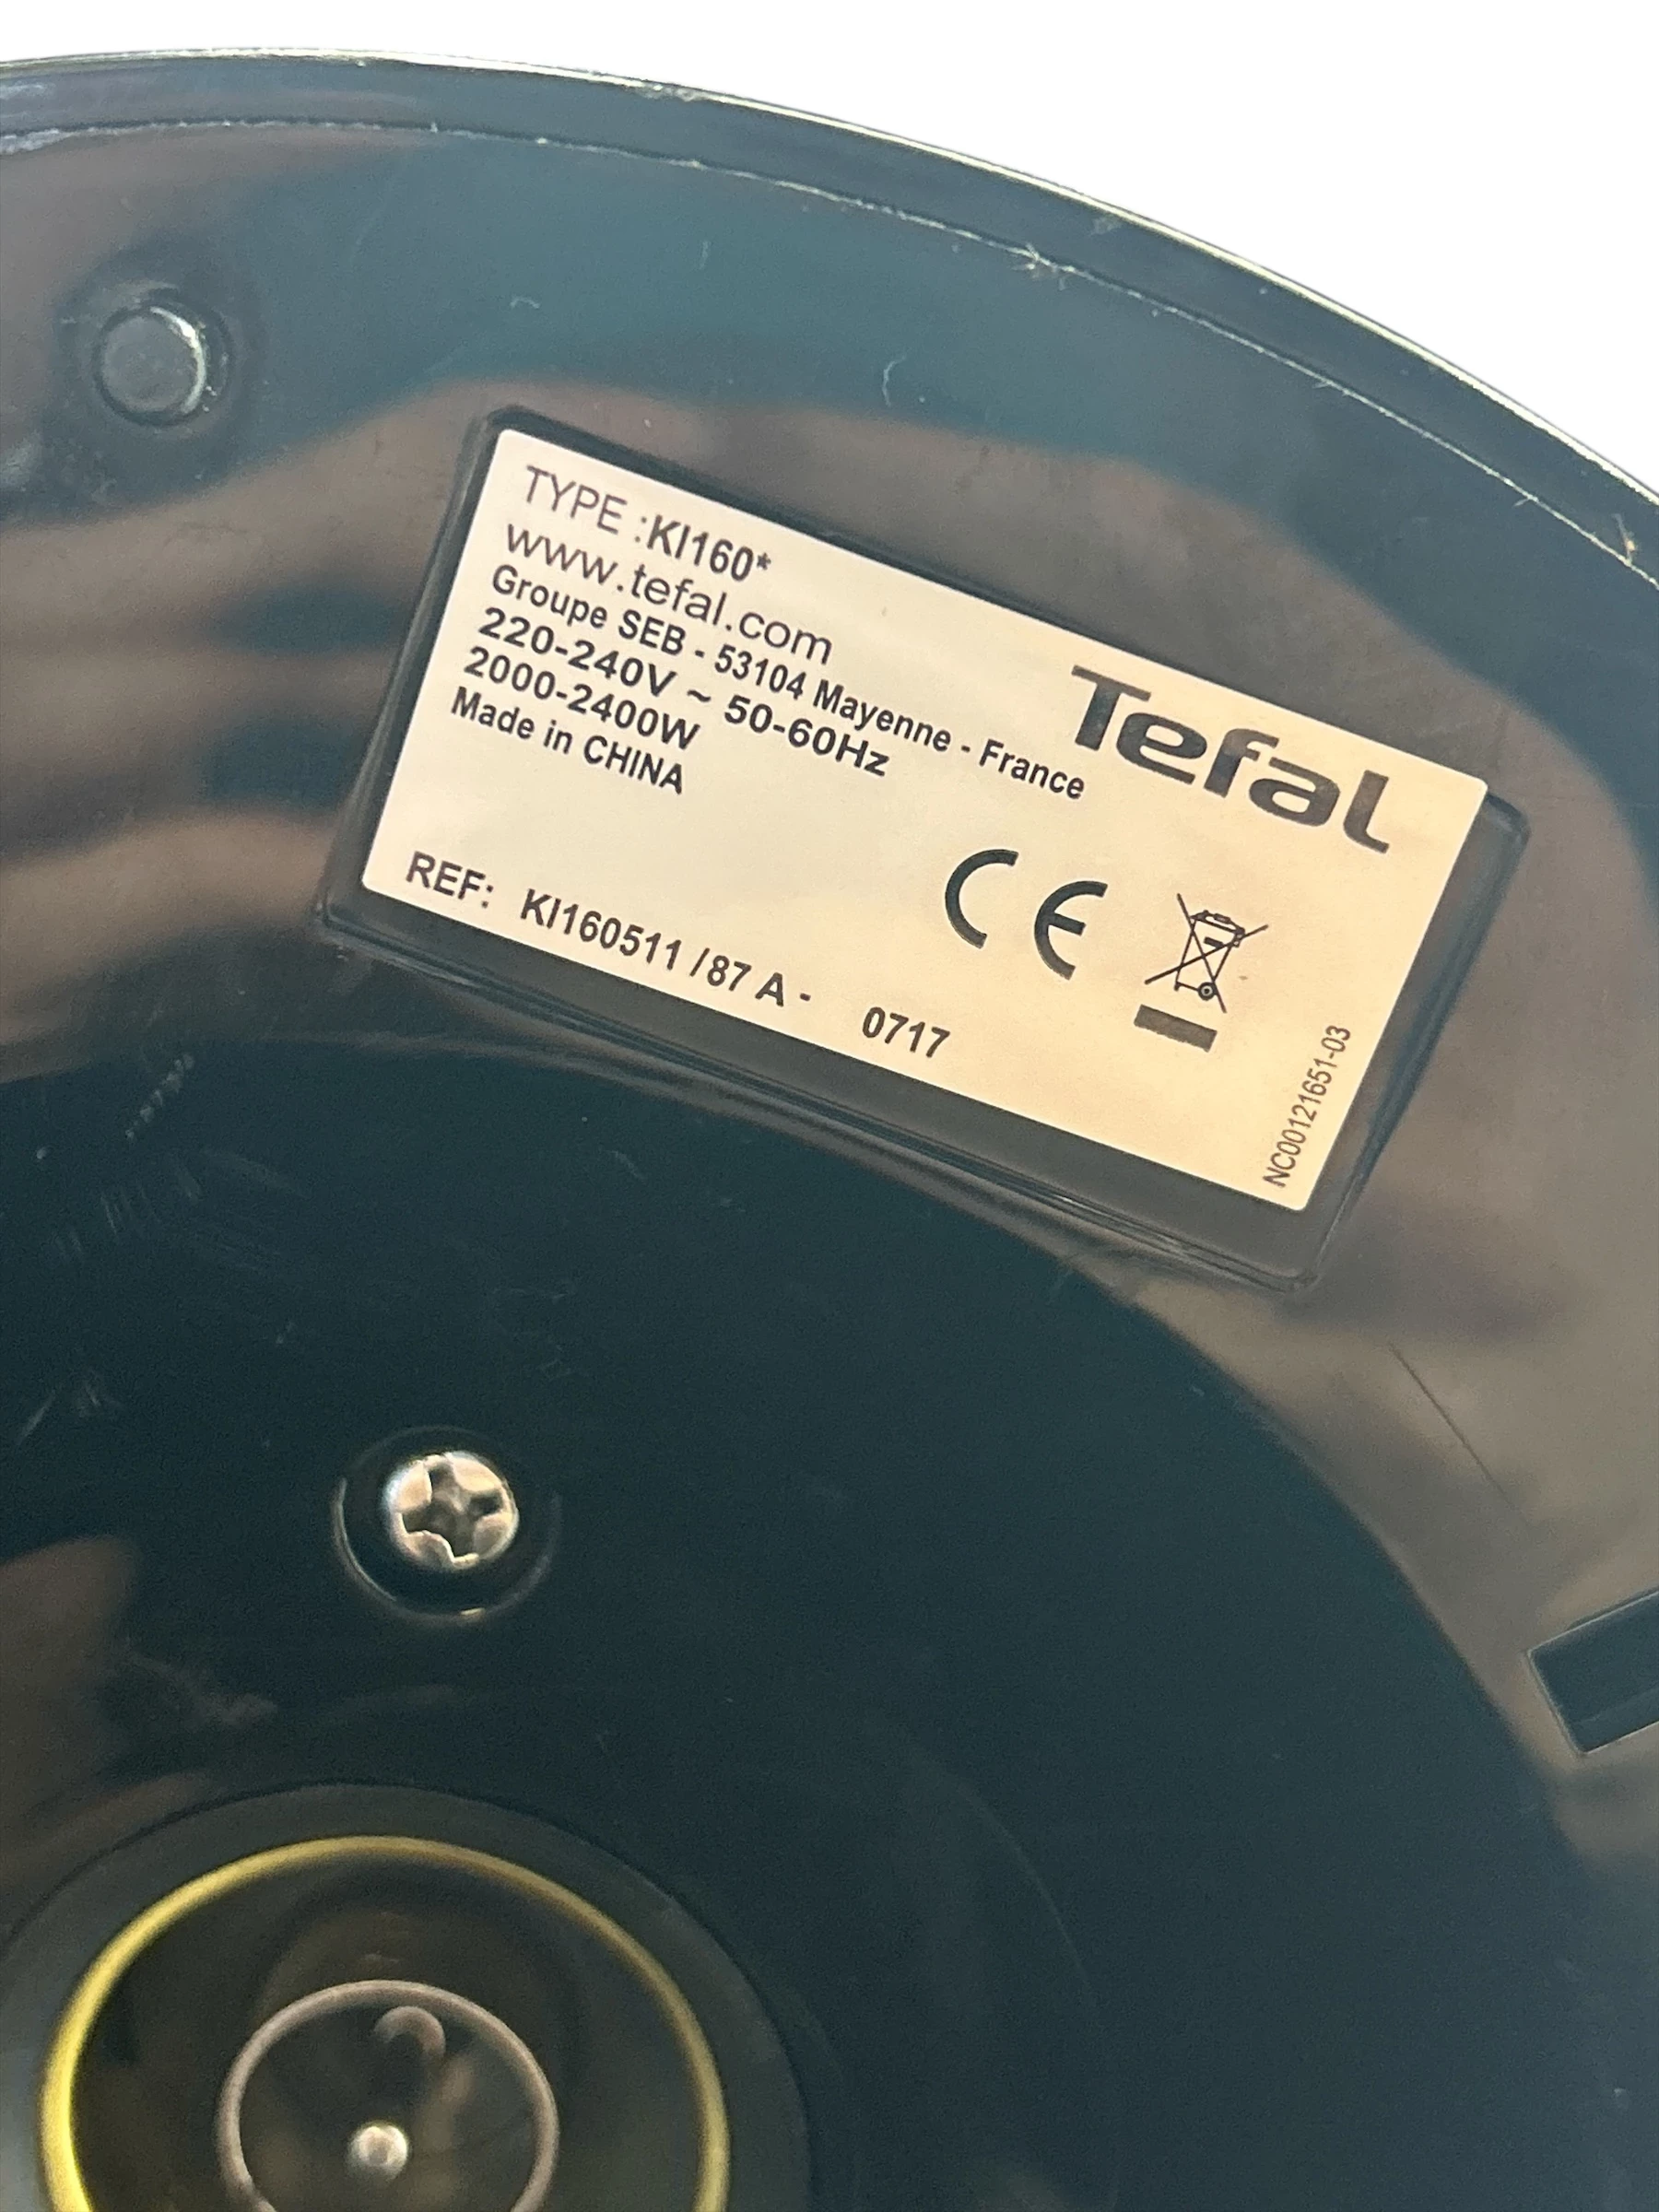 TYPE :KI160*
www.tefal.com
Groupe SEB - 53104 Mayenne - France
220-240V ~ 50-60Hz
2000-2400W
Made in CHINA
Tefal
CE
REF: KI160511 /87 A - 0717
NC00121651-03